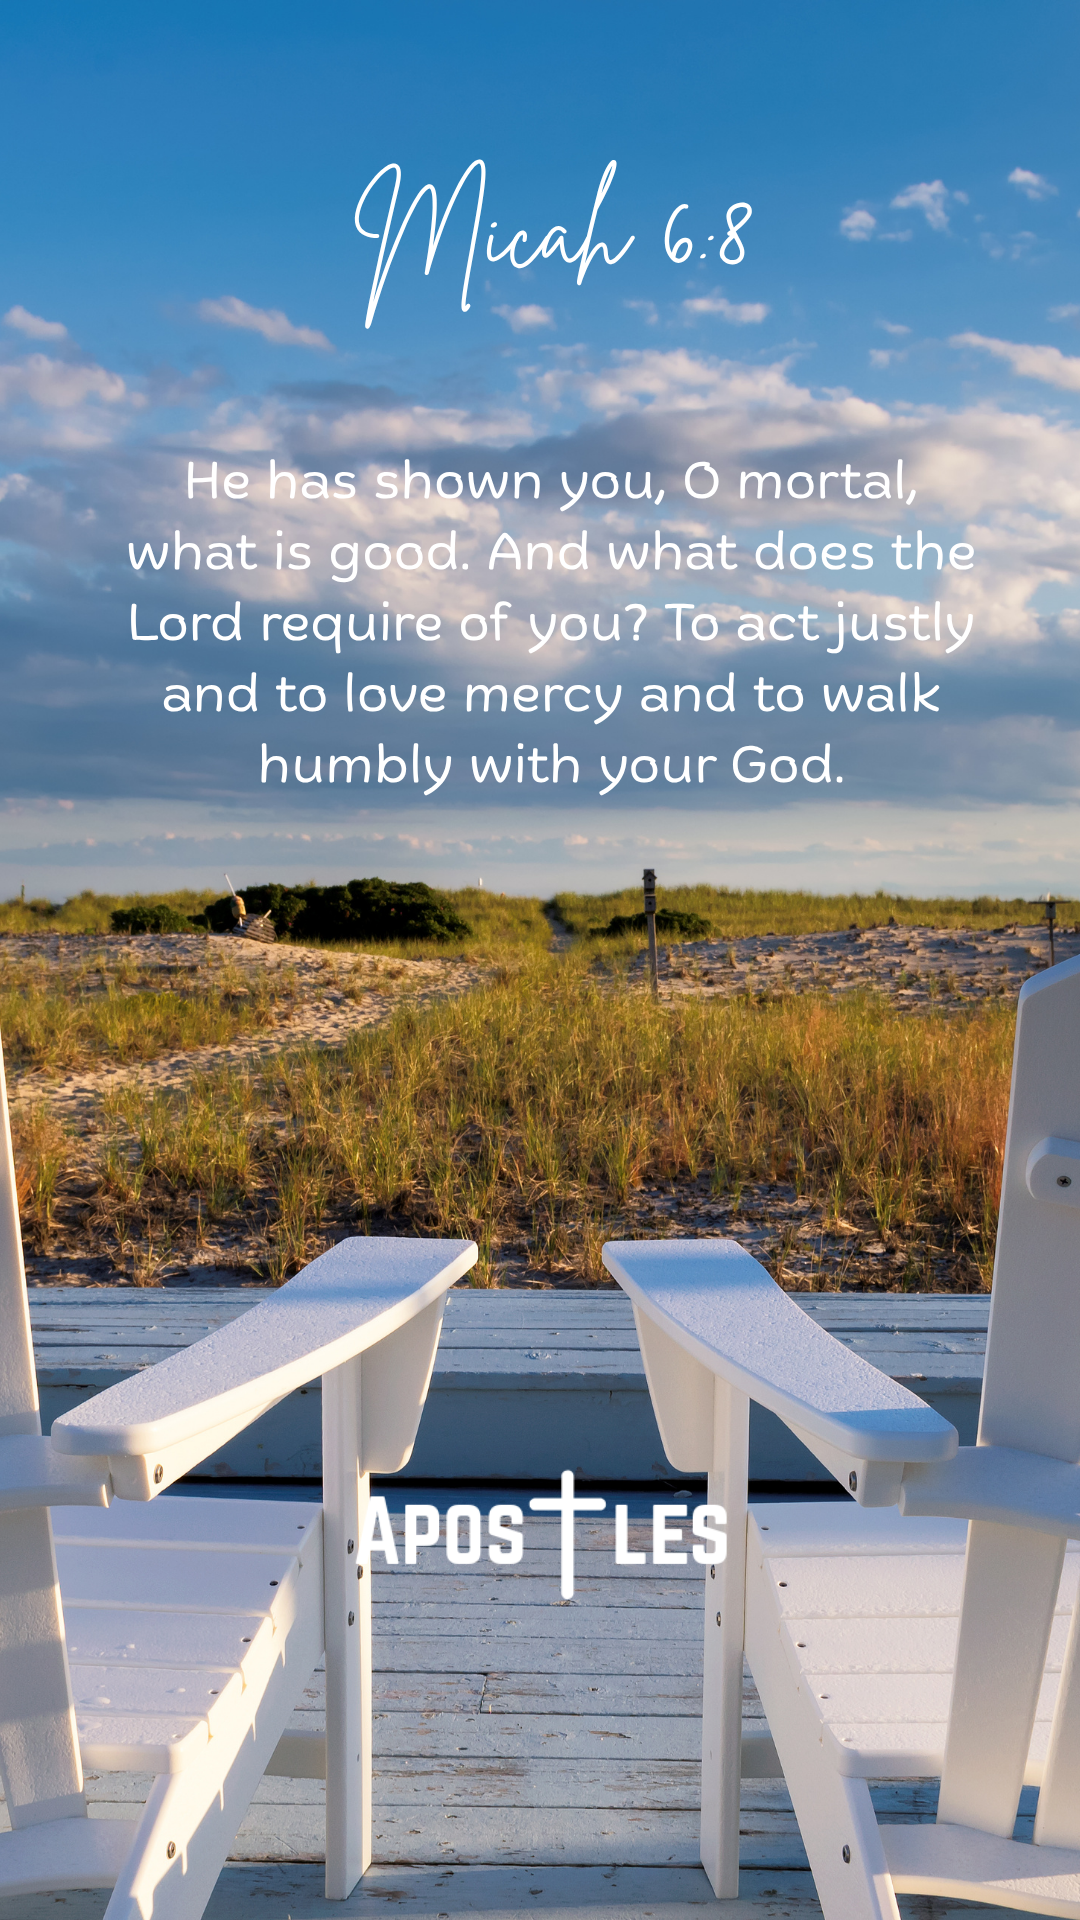 Micah 6:8
He has shown you, O mortal,
what is good. And what does the
Lord require of you? To act justly
and to love mercy and to walk
humbly with your God.
APOSTLES